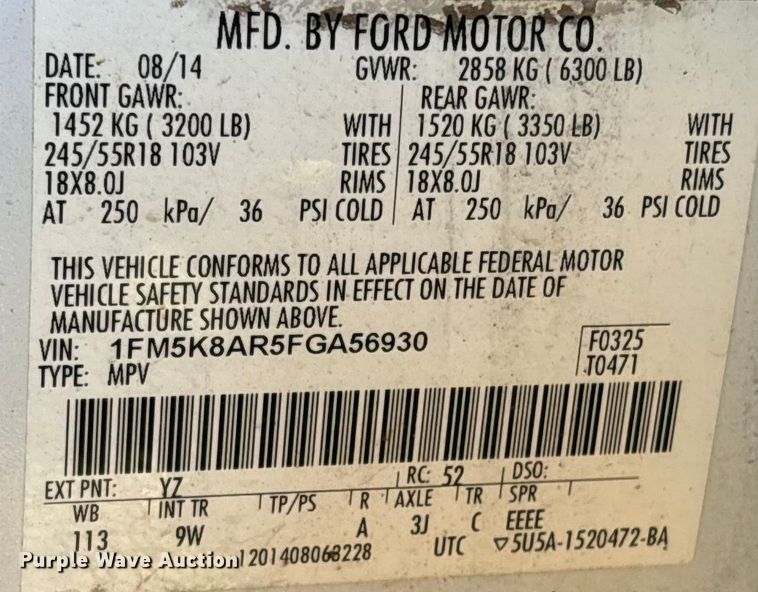 MFD. BY FORD MOTOR CO.
DATE: 08/14 GVWR: 2858 KG ( 6300 LB)
FRONT GAWR: REAR GAWR:
1452 KG ( 3200 LB) WITH 1520 KG ( 3350 LB) WITH
245/55R18 103V TIRES 245/55R18 103V TIRES
18X8.0J RIMS 18X8.0J RIMS
AT 250 kPa/ 36 PSI COLD AT 250 kPa/ 36 PSI COLD
THIS VEHICLE CONFORMS TO ALL APPLICABLE FEDERAL MOTOR
VEHICLE SAFETY STANDARDS IN EFFECT ON THE DATE OF
MANUFACTURE SHOWN ABOVE.
VIN: 1FM5K8AR5FGA56930 F0325
TYPE: MPV T0471
EXT PNT: YZ RC: 52 DSO:
WB INT TR TP/PS R AXLE TR SPR
113 9W A 3J C EEEE
Purple Wave Auction 1201408063228 UTC ▽5U5A-1520472-BA